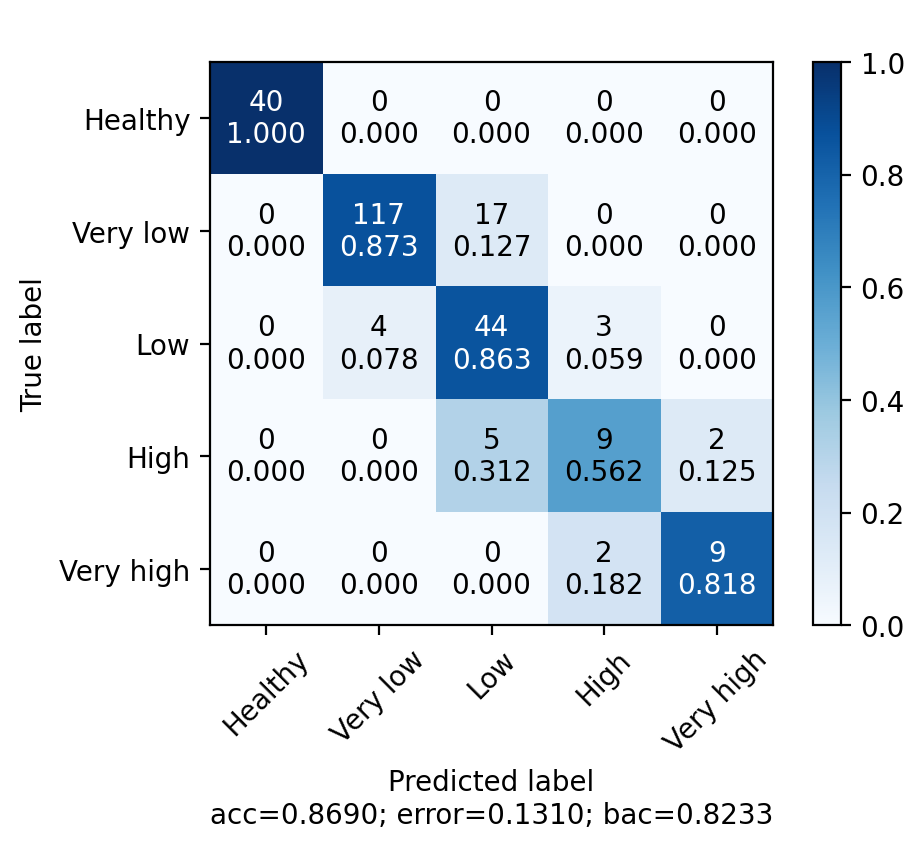 Healthy
40 0 0 0 0
1.000 0.000 0.000 0.000 0.000
Very low
0 117 17 0 0
0.000 0.873 0.127 0.000 0.000
Low
0 4 44 3 0
0.000 0.078 0.863 0.059 0.000
High
0 0 5 9 2
0.000 0.000 0.312 0.562 0.125
Very high
0 0 0 2 9
0.000 0.000 0.000 0.182 0.818
True label
Healthy Very low Low High Very high
Predicted label
acc=0.8690; error=0.1310; bac=0.8233
1.0
0.8
0.6
0.4
0.2
0.0